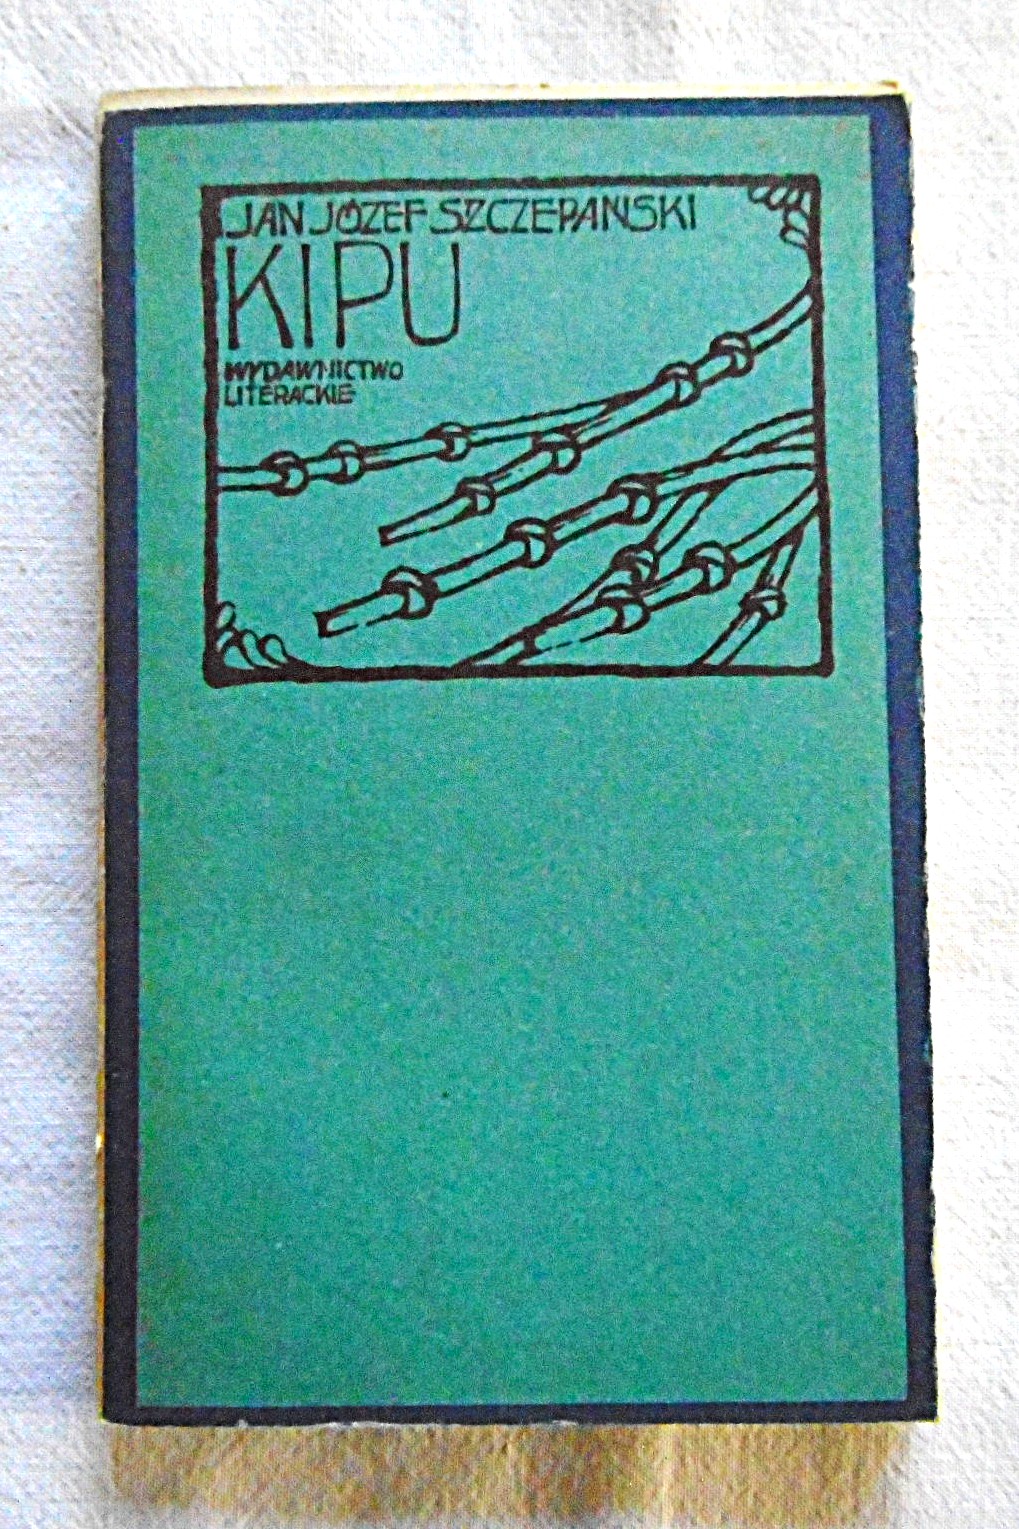 JAN JÓZEF SZCZEPAŃSKI
KIPU
WYDAWNICTWO
LITERACKIE